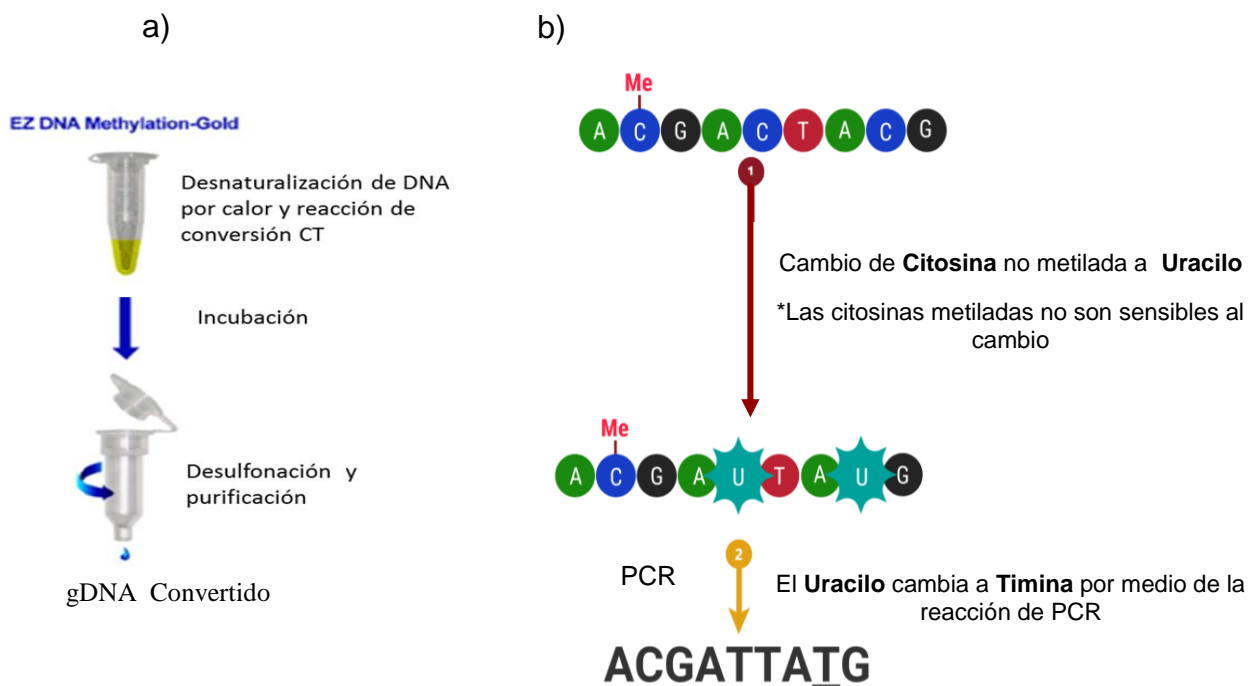 a)
EZ DNA Methylation-Gold
Desnaturalización de DNA
por calor y reacción de
conversión CT
Incubación
Desulfonación y
purificación
gDNA Convertido
b)
Me
A C G A C T A C G
1
Cambio de Citosina no metilada a Uracilo
*Las citosinas metiladas no son sensibles al
cambio
Me
A C G A U T A U G
2
PCR
El Uracilo cambia a Timina por medio de la
reacción de PCR
ACGATTATG